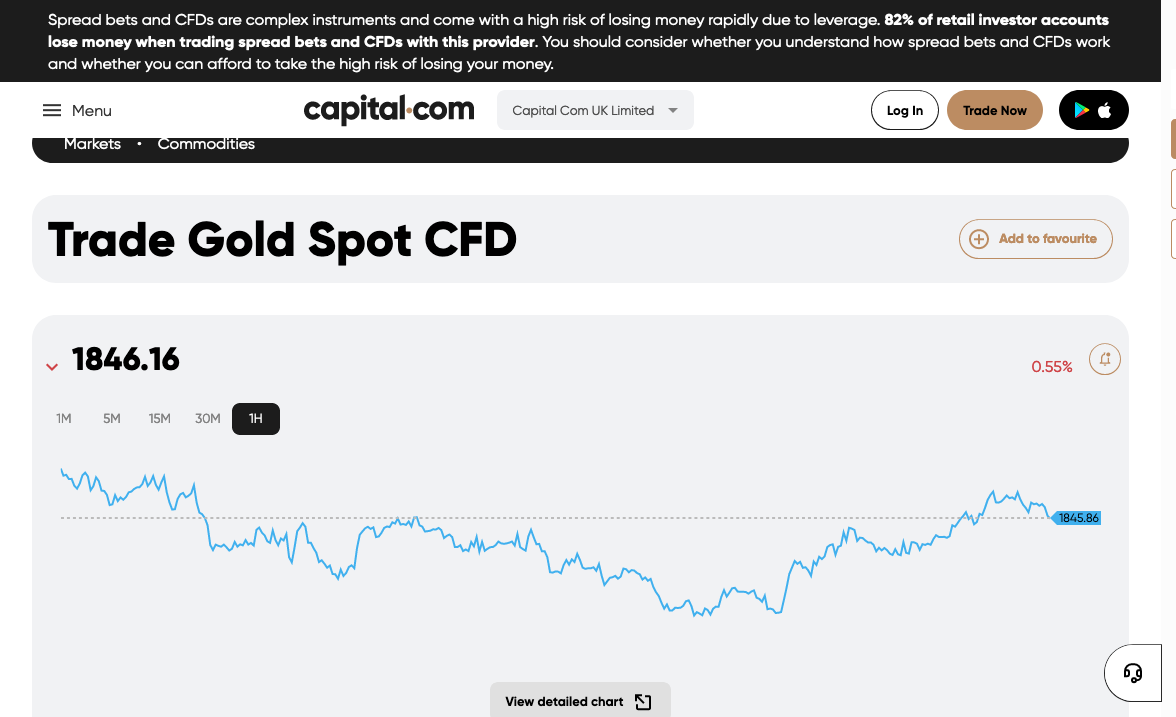 Spread bets and CFDs are complex instruments and come with a high risk of losing money rapidly due to leverage. 82% of retail investor accounts
lose money when trading spread bets and CFDs with this provider. You should consider whether you understand how spread bets and CFDs work
and whether you can afford to take the high risk of losing your money.
Menu
capital.com
Capital Com UK Limited
Log In
Trade Now
Markets • Commodities
Trade Gold Spot CFD
Add to favourite
1846.16
0.55%
1M 5M 15M 30M 1H
1845.86
View detailed chart